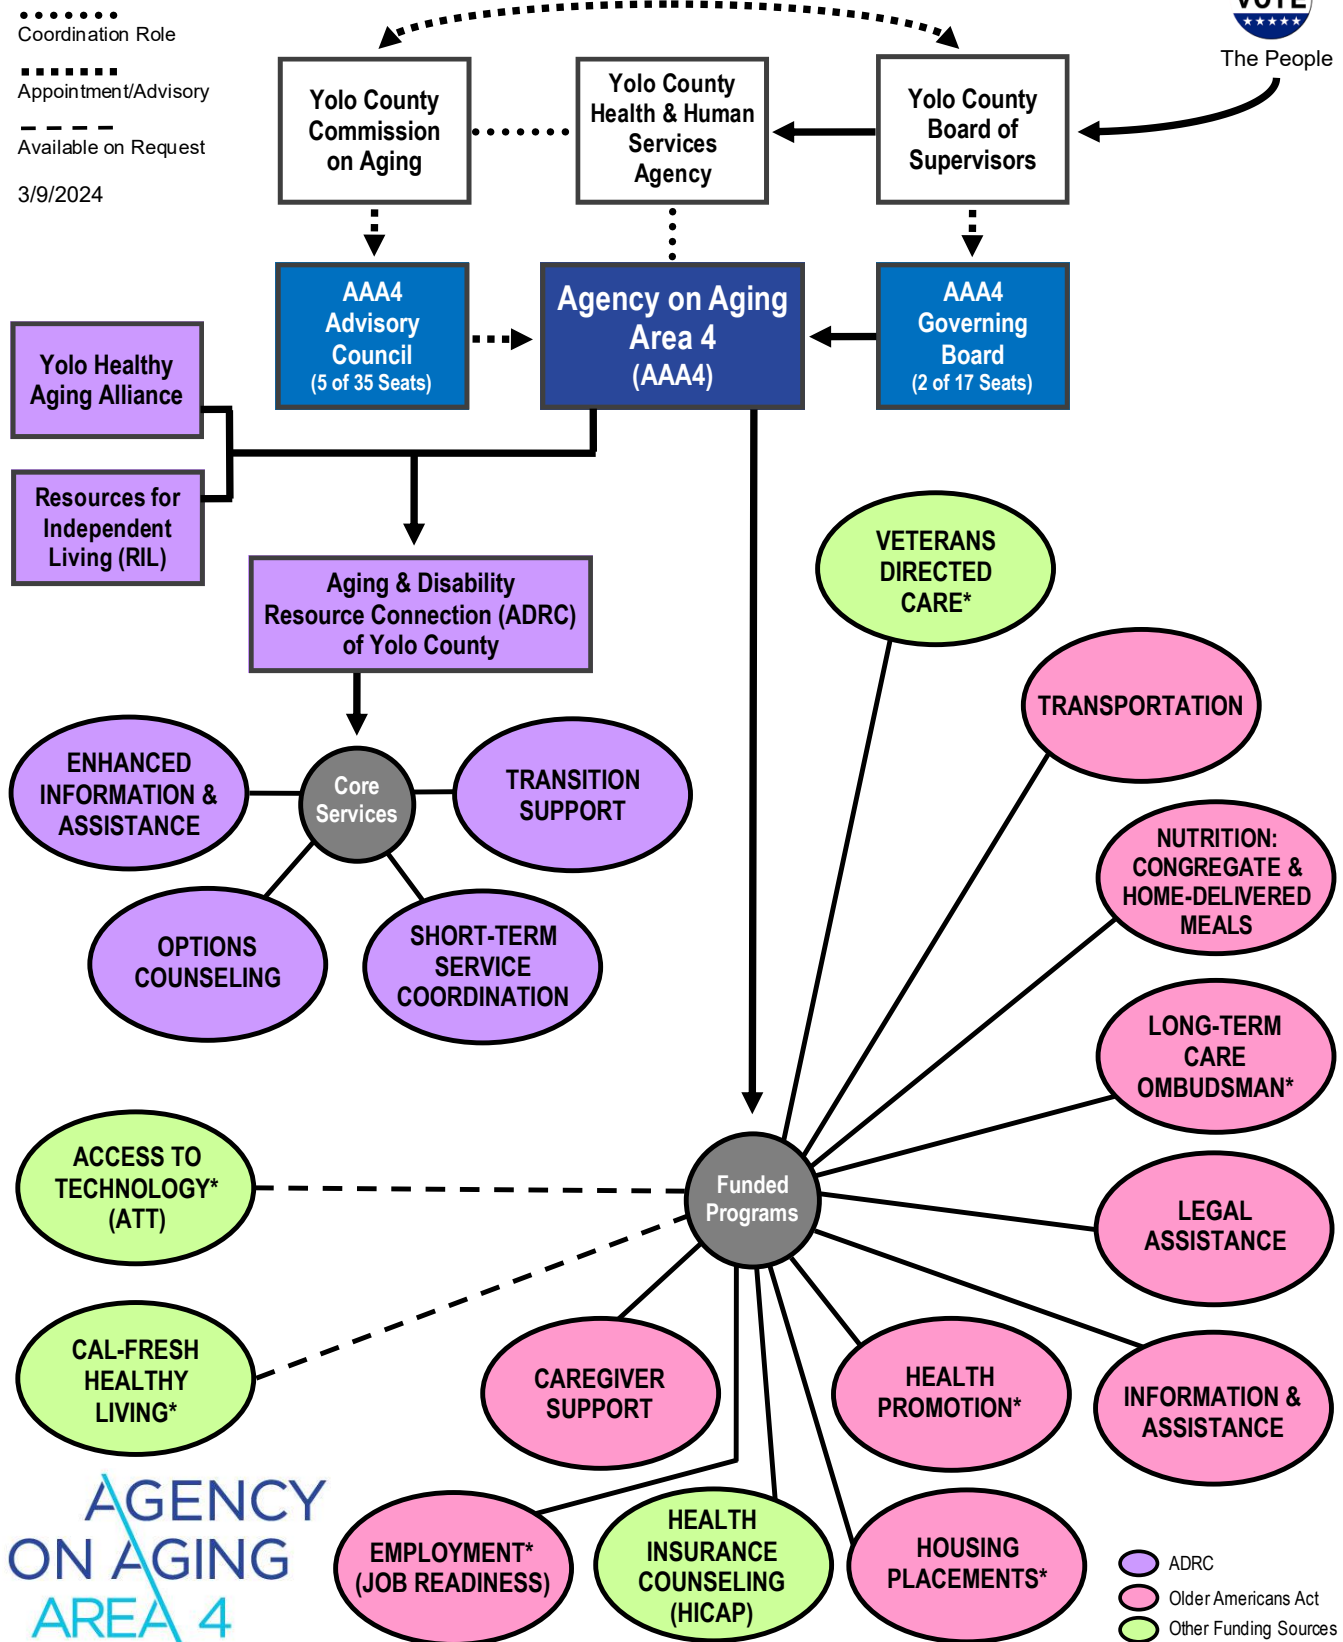 VOTE
The People
Coordination Role
Appointment/Advisory
Available on Request
3/9/2024
Yolo County
Commission
on Aging
Yolo County
Health & Human
Services
Agency
Yolo County
Board of
Supervisors
AAA4
Advisory
Council
(5 of 35 Seats)
Agency on Aging
Area 4
(AAA4)
AAA4
Governing
Board
(2 of 17 Seats)
Yolo Healthy
Aging Alliance
Resources for
Independent
Living (RIL)
Aging & Disability
Resource Connection (ADRC)
of Yolo County
Core
Services
ENHANCED
INFORMATION &
ASSISTANCE
TRANSITION
SUPPORT
OPTIONS
COUNSELING
SHORT-TERM
SERVICE
COORDINATION
VETERANS
DIRECTED
CARE*
TRANSPORTATION
NUTRITION:
CONGREGATE &
HOME-DELIVERED
MEALS
LONG-TERM
CARE
OMBUDSMAN*
LEGAL
ASSISTANCE
INFORMATION &
ASSISTANCE
Funded
Programs
ACCESS TO
TECHNOLOGY*
(ATT)
CAL-FRESH
HEALTHY
LIVING*
CAREGIVER
SUPPORT
HEALTH
PROMOTION*
EMPLOYMENT*
(JOB READINESS)
HEALTH
INSURANCE
COUNSELING
(HICAP)
HOUSING
PLACEMENTS*
AGENCY
ON AGING
AREA 4
ADRC
Older Americans Act
Other Funding Sources